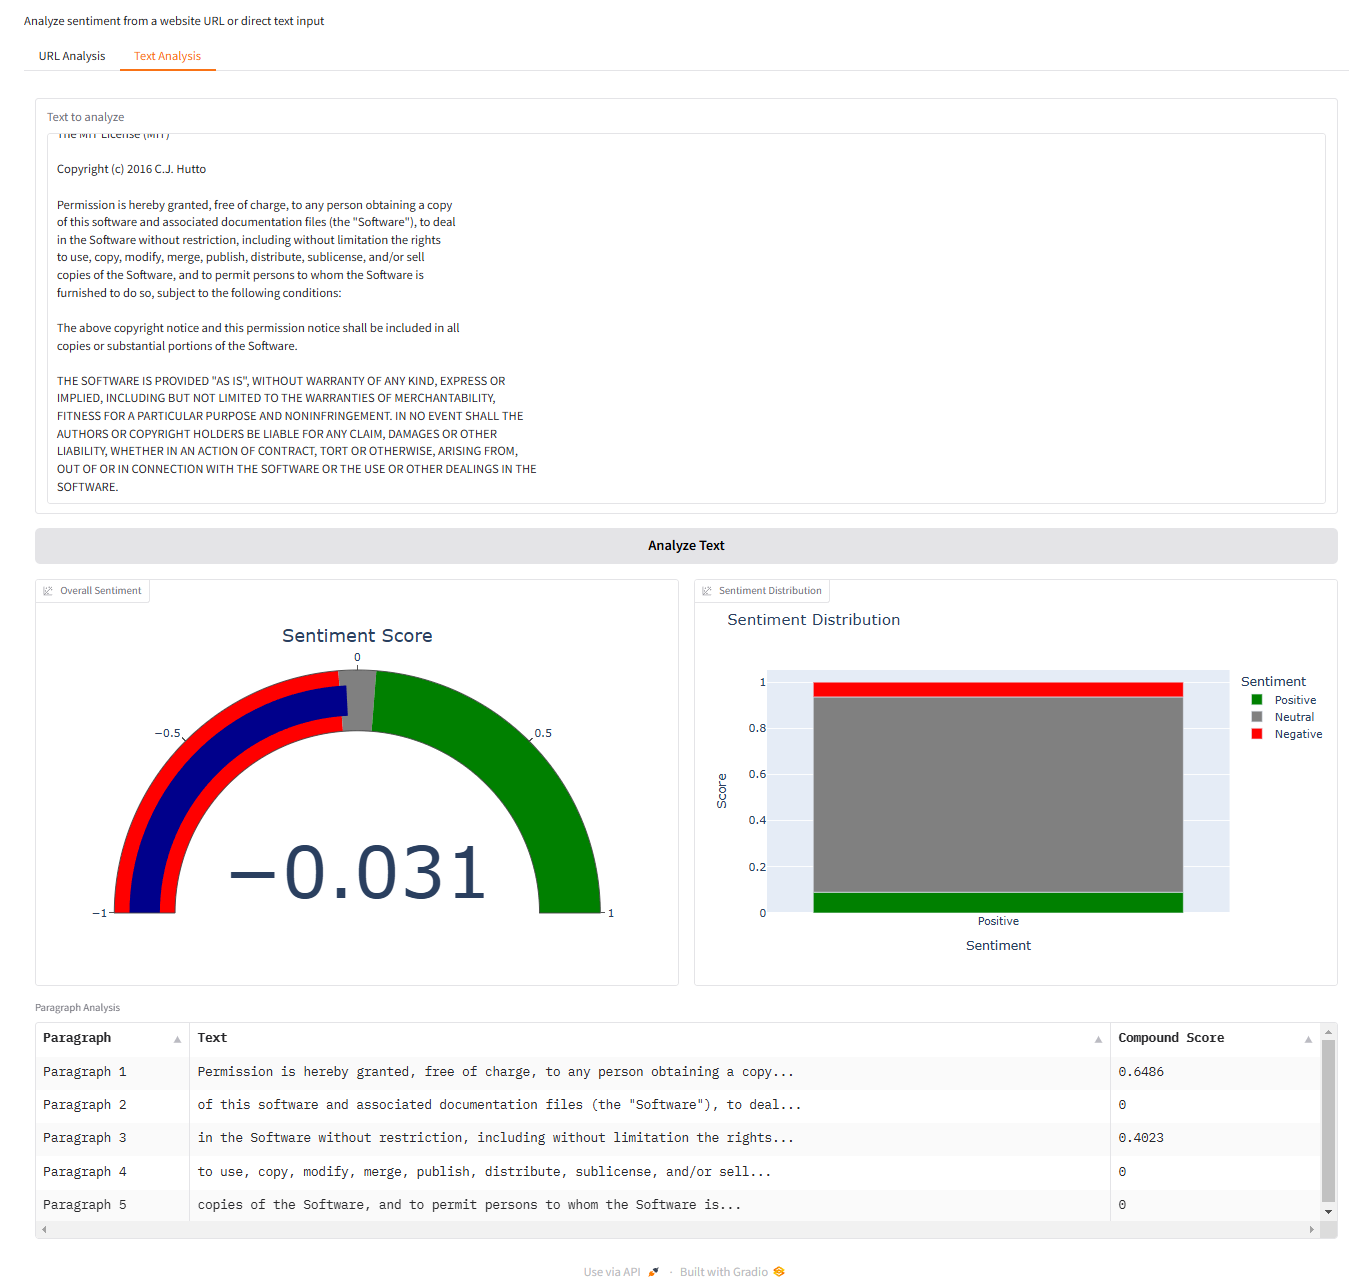 Analyze sentiment from a website URL or direct text input
URL Analysis
Text Analysis
Text to analyze
The MIT License (MIT)
Copyright (c) 2016 C.J. Hutto
Permission is hereby granted, free of charge, to any person obtaining a copy
of this software and associated documentation files (the "Software"), to deal
in the Software without restriction, including without limitation the rights
to use, copy, modify, merge, publish, distribute, sublicense, and/or sell
copies of the Software, and to permit persons to whom the Software is
furnished to do so, subject to the following conditions:
The above copyright notice and this permission notice shall be included in all
copies or substantial portions of the Software.
THE SOFTWARE IS PROVIDED "AS IS", WITHOUT WARRANTY OF ANY KIND, EXPRESS OR
IMPLIED, INCLUDING BUT NOT LIMITED TO THE WARRANTIES OF MERCHANTABILITY,
FITNESS FOR A PARTICULAR PURPOSE AND NONINFRINGEMENT. IN NO EVENT SHALL THE
AUTHORS OR COPYRIGHT HOLDERS BE LIABLE FOR ANY CLAIM, DAMAGES OR OTHER
LIABILITY, WHETHER IN AN ACTION OF CONTRACT, TORT OR OTHERWISE, ARISING FROM,
OUT OF OR IN CONNECTION WITH THE SOFTWARE OR THE USE OR OTHER DEALINGS IN THE
SOFTWARE.
Analyze Text
Overall Sentiment
Sentiment Score
0
−0.5
0.5
−0.031
−1
1
Sentiment Distribution
Sentiment Distribution
1
0.8
0.6
0.4
0.2
0
Score
Positive
Sentiment
Sentiment
Positive
Neutral
Negative
Paragraph Analysis
Paragraph Text Compound Score
Paragraph 1 Permission is hereby granted, free of charge, to any person obtaining a copy... 0.6486
Paragraph 2 of this software and associated documentation files (the "Software"), to deal... 0
Paragraph 3 in the Software without restriction, including without limitation the rights... 0.4023
Paragraph 4 to use, copy, modify, merge, publish, distribute, sublicense, and/or sell... 0
Paragraph 5 copies of the Software, and to permit persons to whom the Software is... 0
Use via API · Built with Gradio